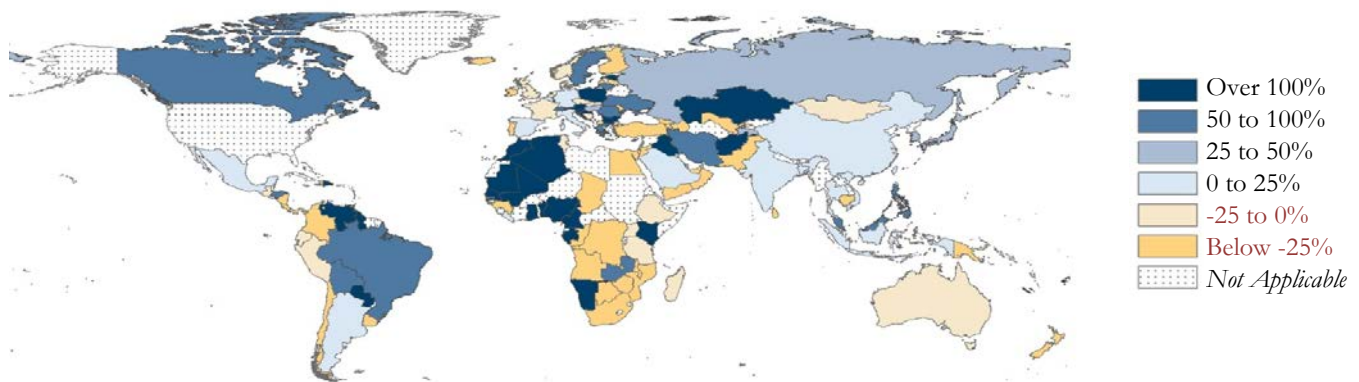 Over 100%
50 to 100%
25 to 50%
0 to 25%
-25 to 0%
Below -25%
Not Applicable